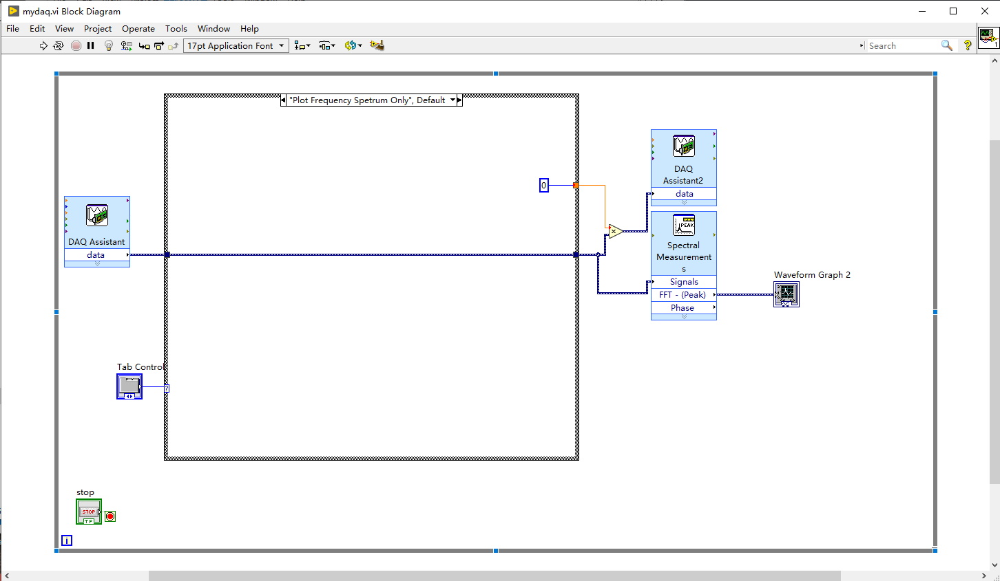 mydaq.vi Block Diagram
File Edit View Project Operate Tools Window Help
17pt Application Font
Search
1
"Plot Frequency Spetrum Only", Default
DAQ Assistant
data
0
DAQ
Assistant2
data
×
PEAK
Spectral
Measurement
s
Signals
FFT - (Peak)
Phase
Waveform Graph 2
Tab Control
?
stop
STOP
TF
i